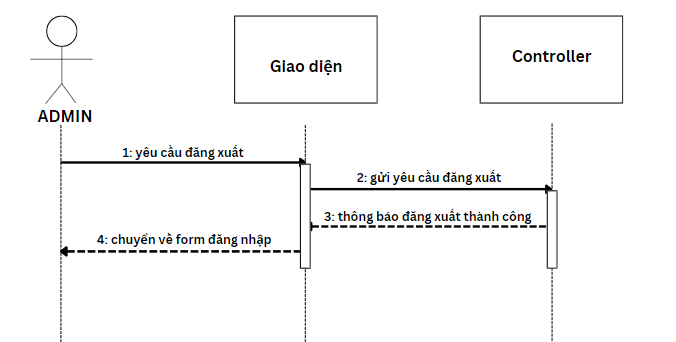 Giao diện
Controller
ADMIN
1: yêu cầu đăng xuất
2: gửi yêu cầu đăng xuất
3: thông báo đăng xuất thành công
4: chuyển về form đăng nhập